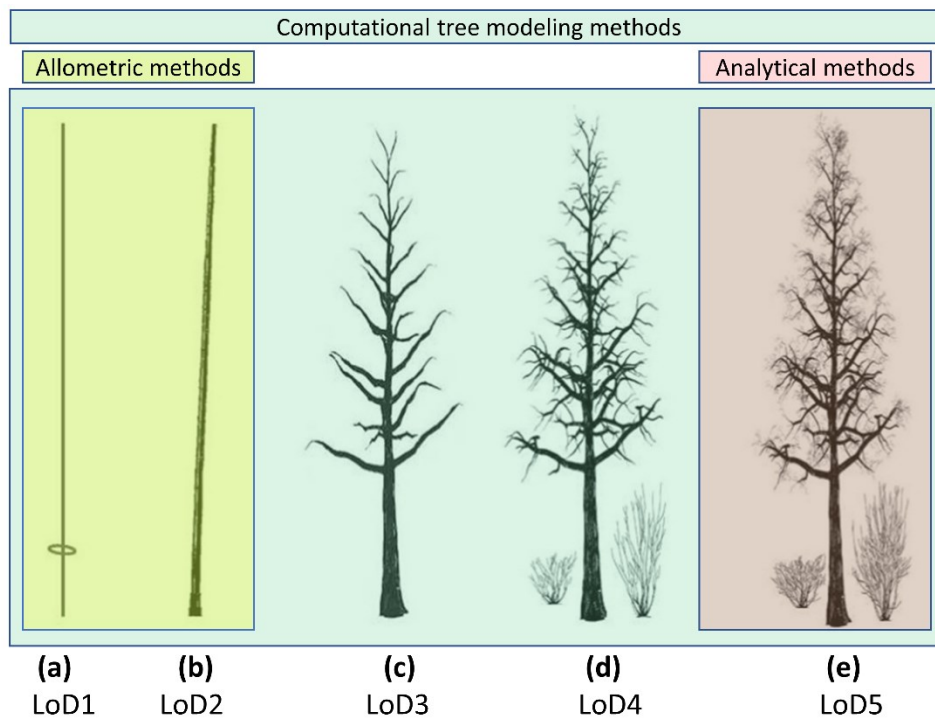 Computational tree modeling methods
Allometric methods
Analytical methods
(a)
(b)
(c)
(d)
(e)
LoD1
LoD2
LoD3
LoD4
LoD5